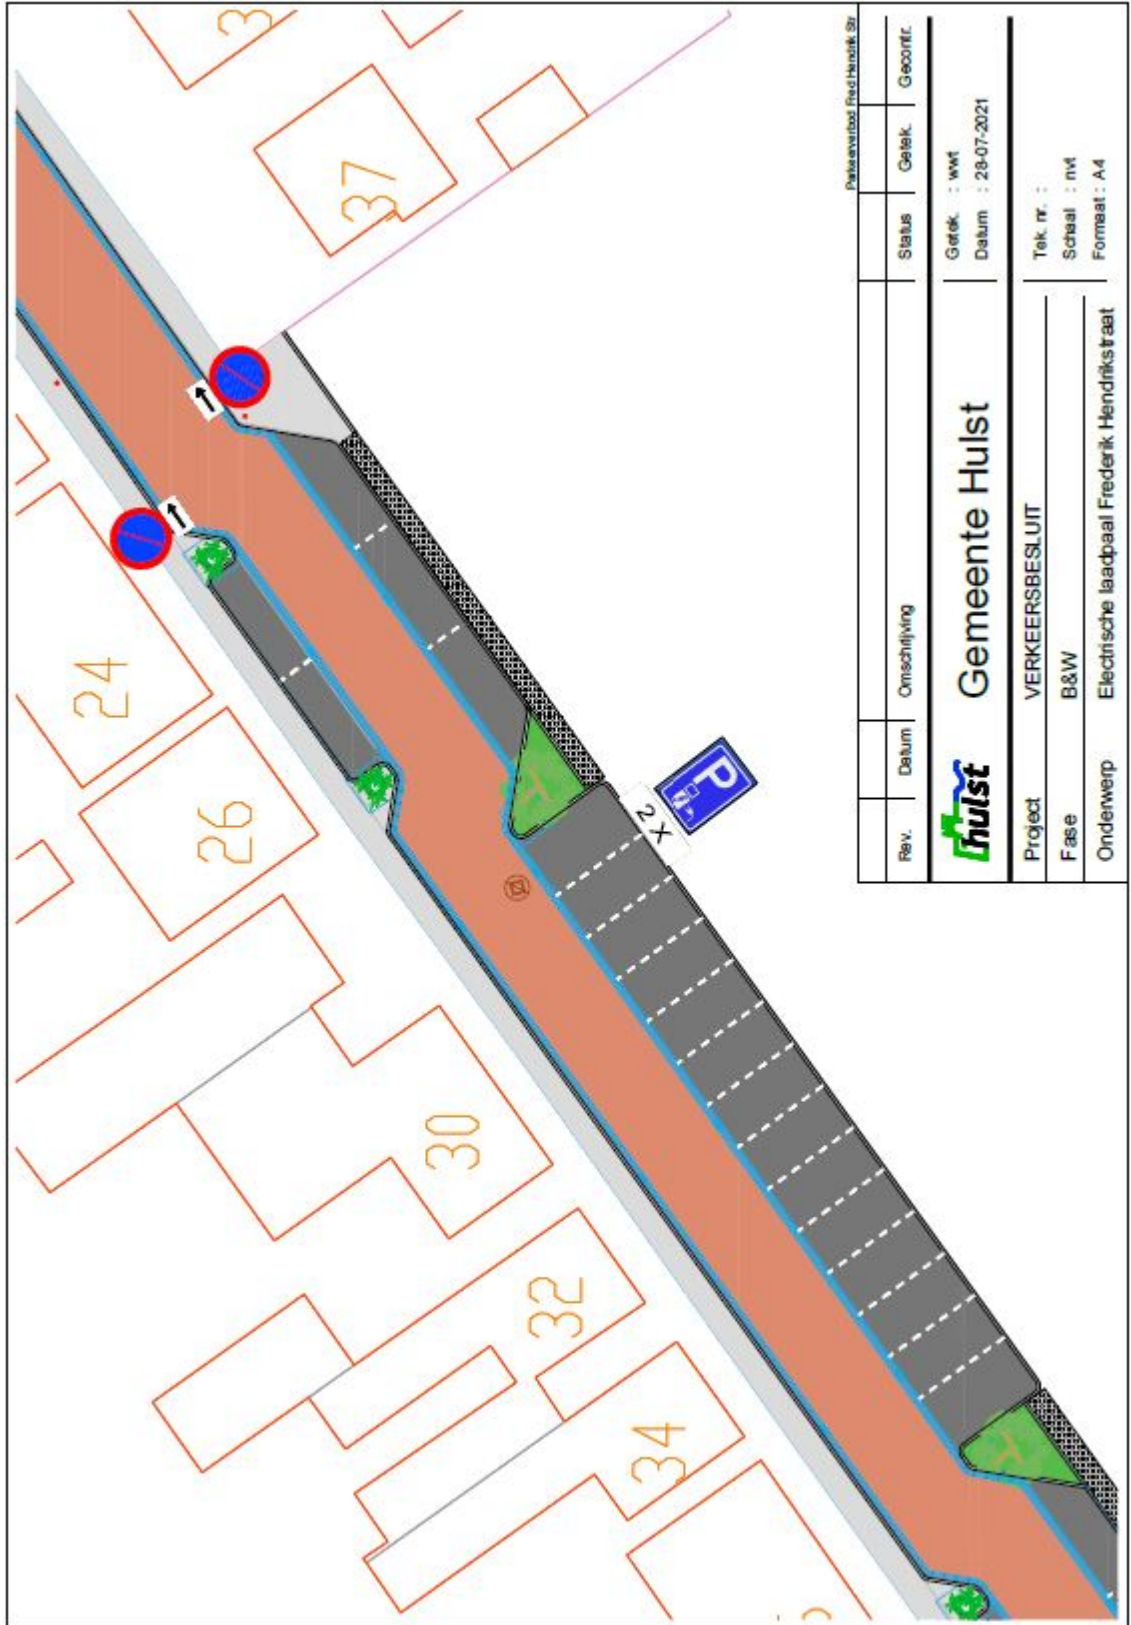 37
24
26
30
32
34
2 X
P
Parkeerverbod Fred Hendrik Str
Rev. Datum Omschrijving Status Getek. Gecontr.
hulst
Gemeente Hulst
Getek. : wwt
Datum : 28-07-2021
Project VERKEERSBESLUIT
Tek. nr. :
Fase B&W
Schaal : nvt
Onderwerp Electrische laadpaal Frederik Hendrikstraat
Formaat : A4